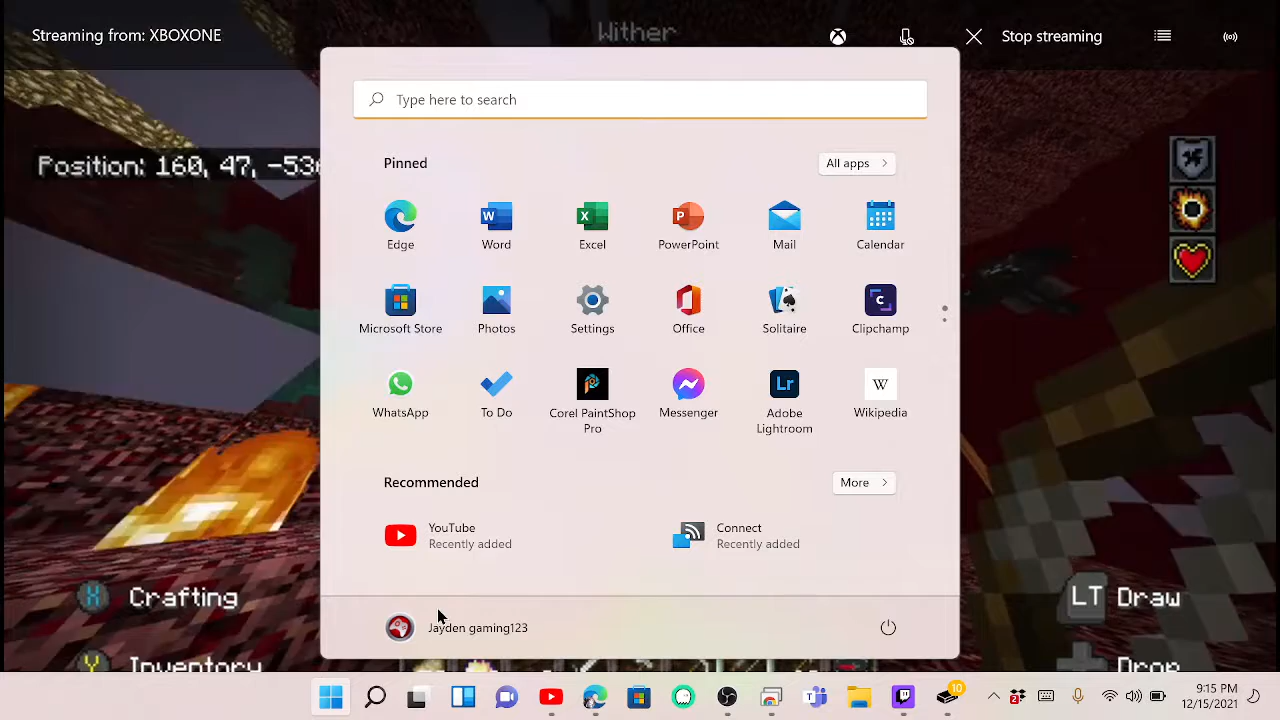 Streaming from: XBOXONE
Wither
Stop streaming
Type here to search
Position: 160, 47,
Pinned
All apps
Edge
Word
Excel
PowerPoint
Mail
Calendar
Microsoft Store
Photos
Settings
Office
Solitaire
Clipchamp
WhatsApp
To Do
Corel PaintShop
Pro
Messenger
Adobe
Lightroom
Wikipedia
Recommended
More
YouTube
Recently added
Connect
Recently added
X Crafting
LT Draw
Jayden gaming123
Y Inventory
Drop
10
9:15 PM
12/15/2021